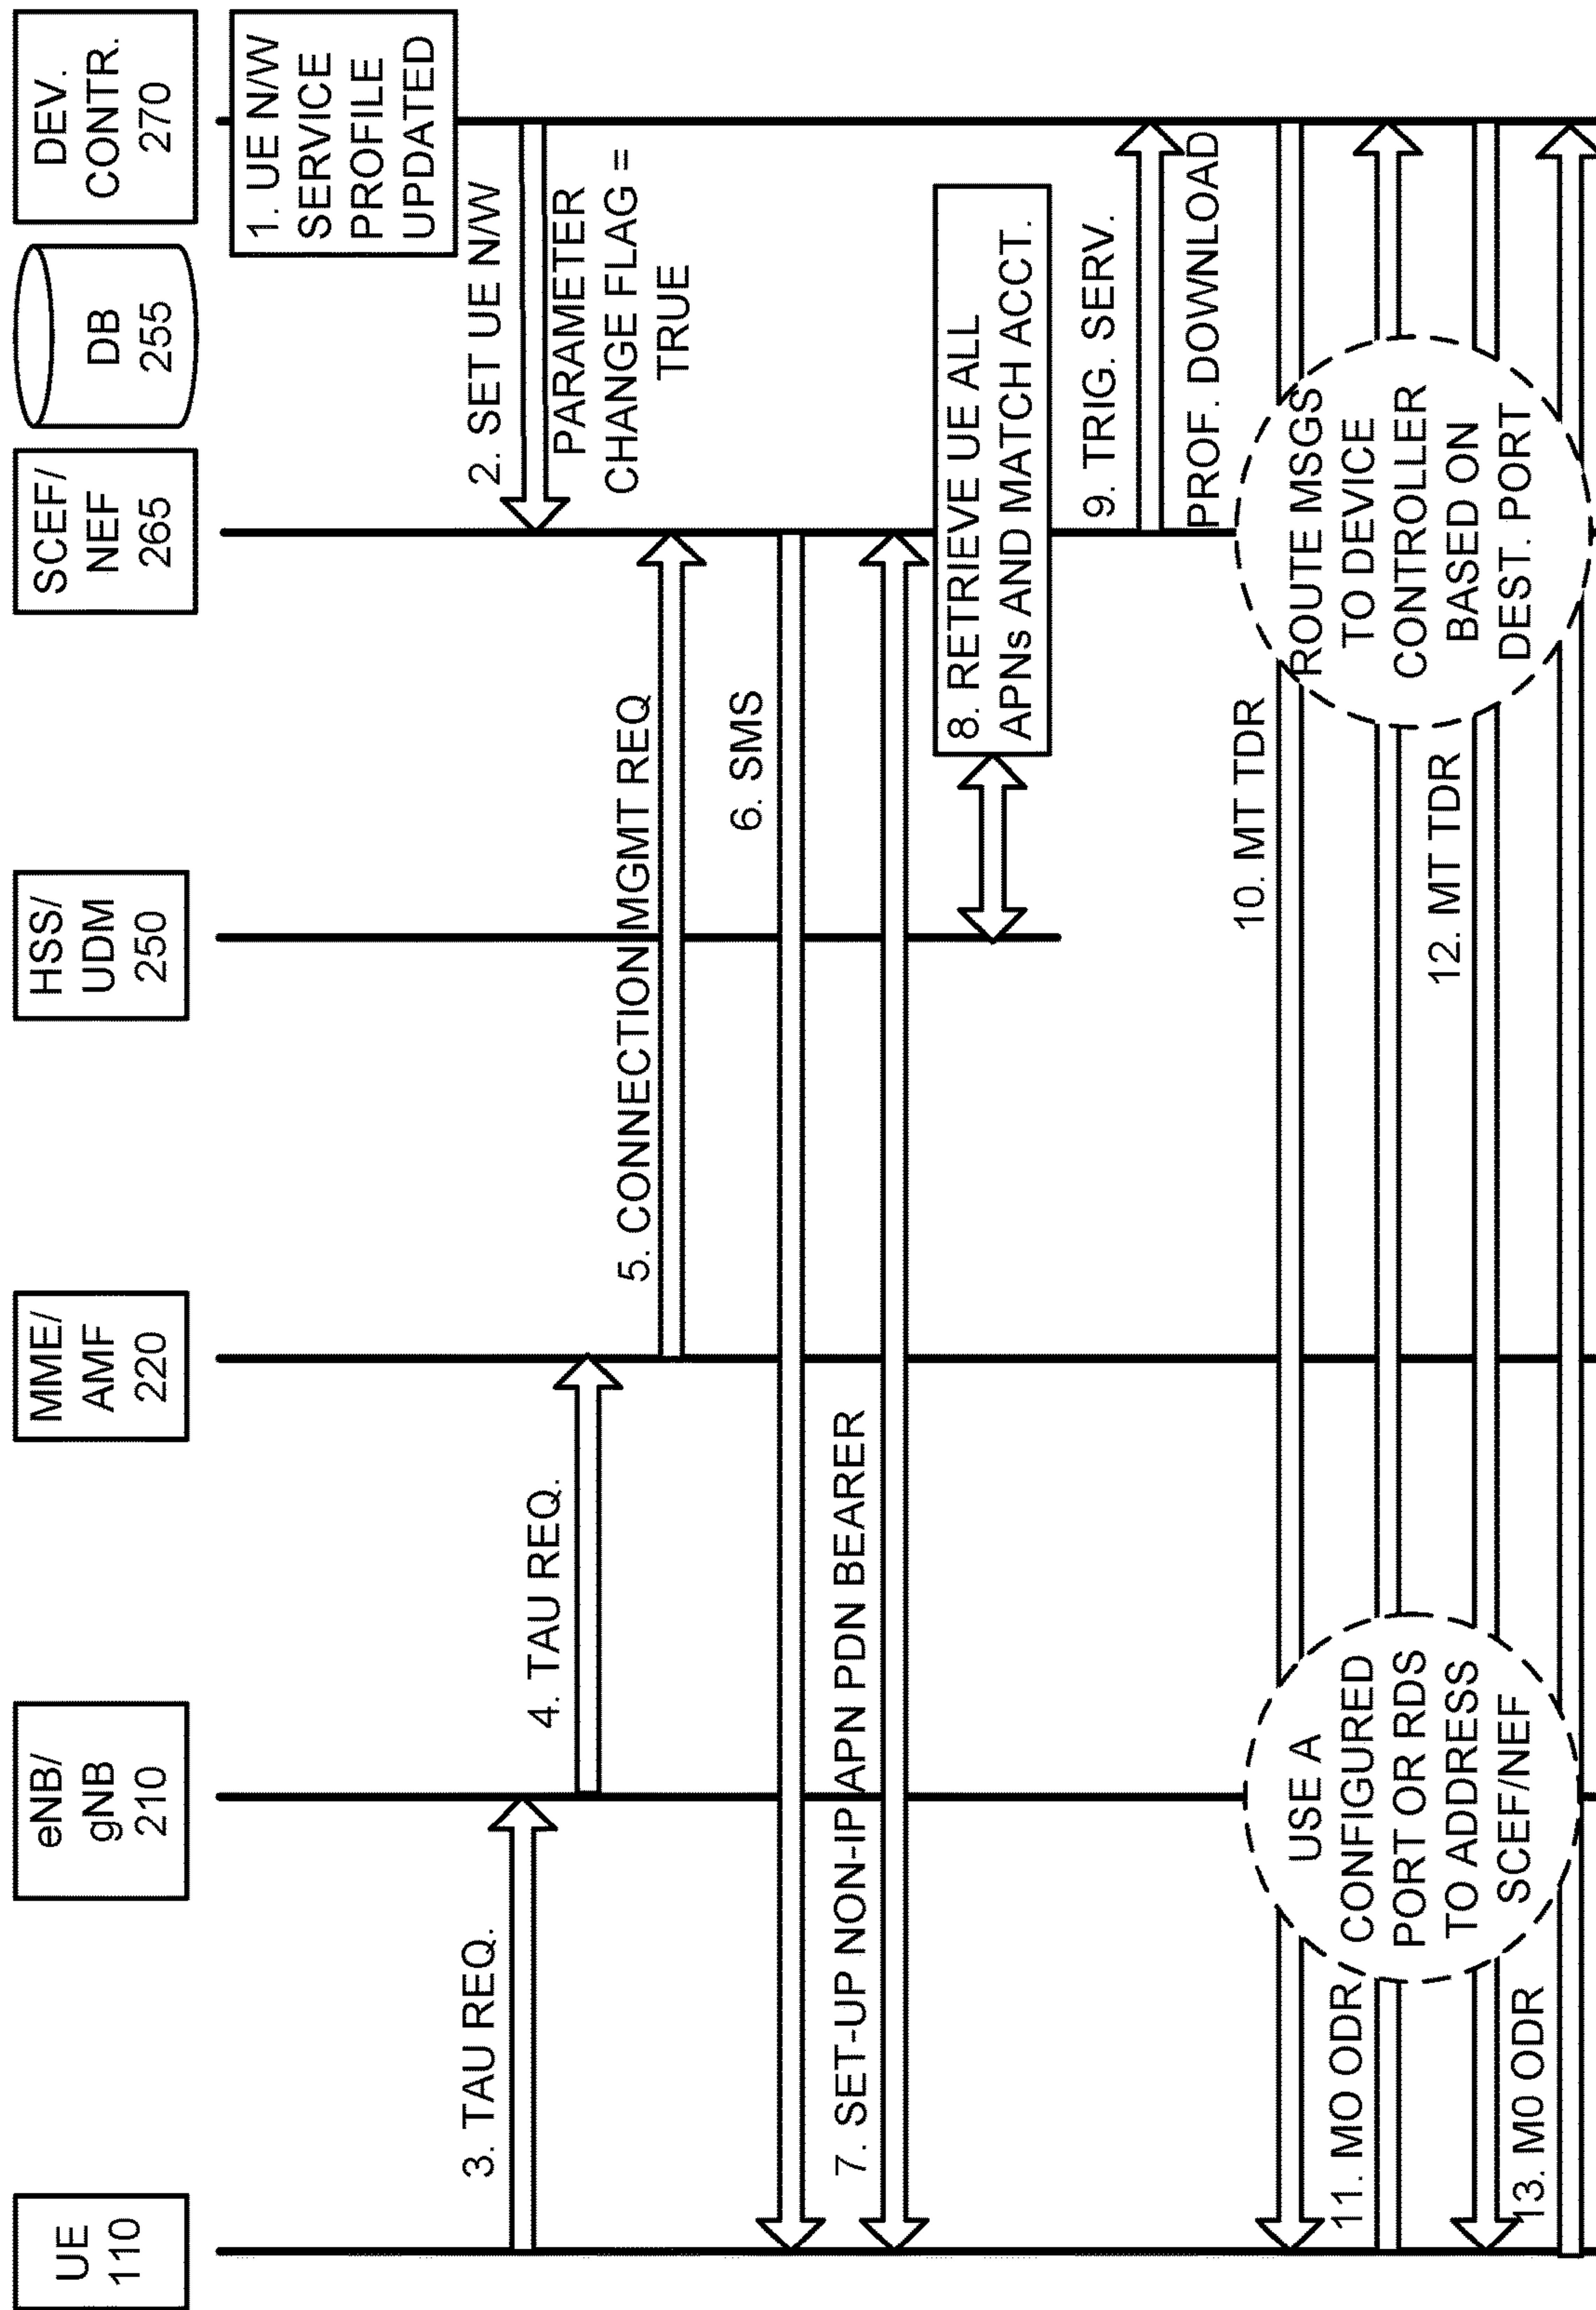 UE
110
eNB/
gNB
210
MME/
AMF
220
HSS/
UDM
250
SCEF/
NEF
265
DB
255
DEV.
CONTR.
270
1. UE N/W
SERVICE
PROFILE
UPDATED
2. SET UE N/W
PARAMETER
CHANGE FLAG =
TRUE
3. TAU REQ.
4. TAU REQ.
5. CONNECTION MGMT REQ
6. SMS
7. SET-UP NON-IP APN PDN BEARER
8. RETRIEVE UE ALL
APNs AND MATCH ACCT.
9. TRIG. SERV.
PROF. DOWNLOAD
10. MT TDR
11. MO ODR
12. MT TDR
13. M0 ODR
USE A
CONFIGURED
PORT OR RDS
TO ADDRESS
SCEF/NEF
ROUTE MSGS
TO DEVICE
CONTROLLER
BASED ON
DEST. PORT